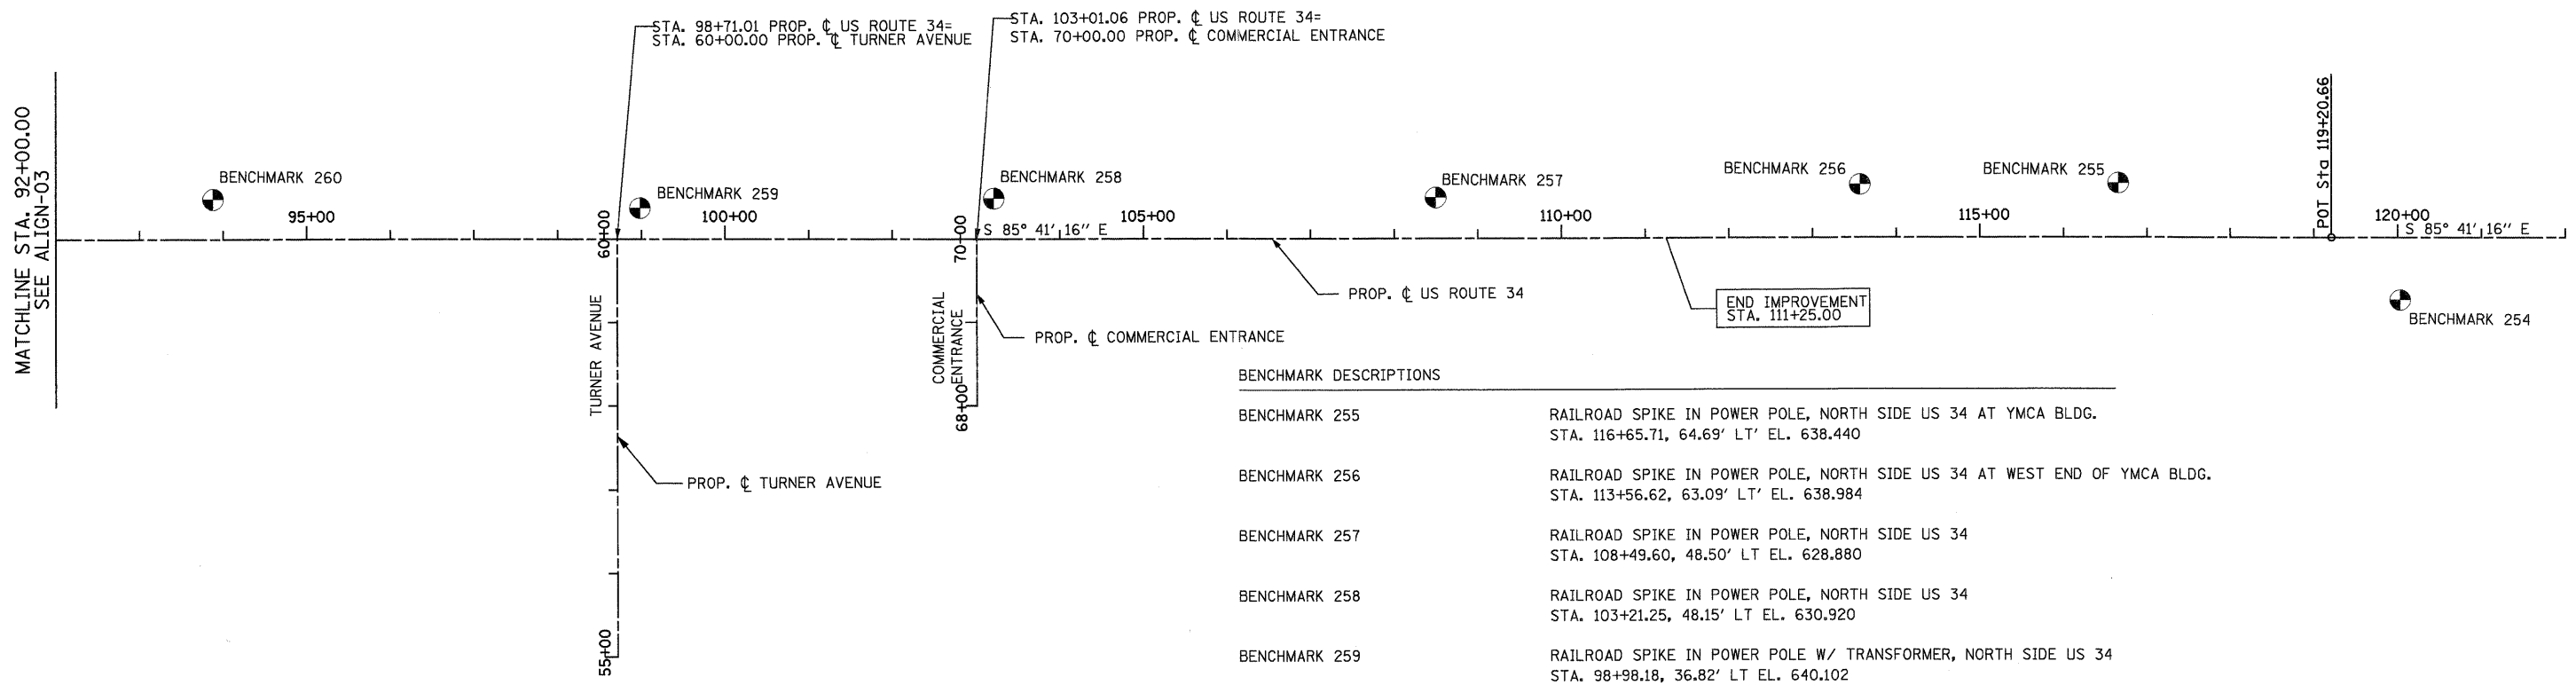 STA. 98+71.01 PROP. ℄ US ROUTE 34=
STA. 60+00.00 PROP. ℄ TURNER AVENUE
STA. 103+01.06 PROP. ℄ US ROUTE 34=
STA. 70+00.00 PROP. ℄ COMMERCIAL ENTRANCE
MATCHLINE STA. 92+00.00
SEE ALIGN-03
BENCHMARK 260
BENCHMARK 259
BENCHMARK 258
BENCHMARK 257
BENCHMARK 256
BENCHMARK 255
POT Sta 119+20.66
95+00
100+00
105+00
110+00
115+00
120+00
60+00
70+00
S 85° 41' 16'' E
S 85° 41' 16'' E
TURNER AVENUE
COMMERCIAL
ENTRANCE
68+00
PROP. ℄ US ROUTE 34
END IMPROVEMENT
STA. 111+25.00
BENCHMARK 254
PROP. ℄ COMMERCIAL ENTRANCE
PROP. ℄ TURNER AVENUE
55+00
BENCHMARK DESCRIPTIONS
BENCHMARK 255 RAILROAD SPIKE IN POWER POLE, NORTH SIDE US 34 AT YMCA BLDG.
STA. 116+65.71, 64.69' LT' EL. 638.440
BENCHMARK 256 RAILROAD SPIKE IN POWER POLE, NORTH SIDE US 34 AT WEST END OF YMCA BLDG.
STA. 113+56.62, 63.09' LT' EL. 638.984
BENCHMARK 257 RAILROAD SPIKE IN POWER POLE, NORTH SIDE US 34
STA. 108+49.60, 48.50' LT EL. 628.880
BENCHMARK 258 RAILROAD SPIKE IN POWER POLE, NORTH SIDE US 34
STA. 103+21.25, 48.15' LT EL. 630.920
BENCHMARK 259 RAILROAD SPIKE IN POWER POLE W/ TRANSFORMER, NORTH SIDE US 34
STA. 98+98.18, 36.82' LT EL. 640.102